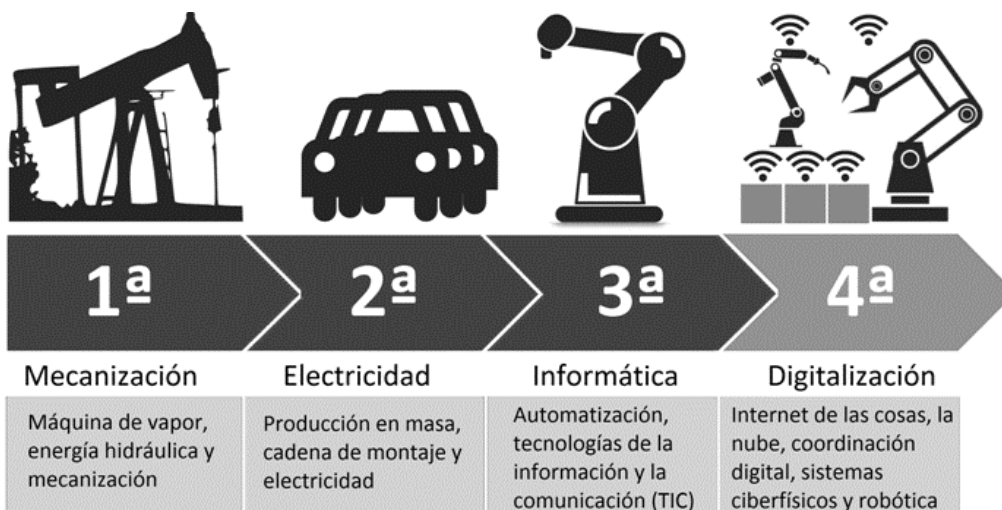 1ª
2ª
3ª
4ª
Mecanización
Electricidad
Informática
Digitalización
Máquina de vapor,
energía hidráulica y
mecanización
Producción en masa,
cadena de montaje y
electricidad
Automatización,
tecnologías de la
información y la
comunicación (TIC)
Internet de las cosas, la
nube, coordinación
digital, sistemas
ciberfísicos y robótica